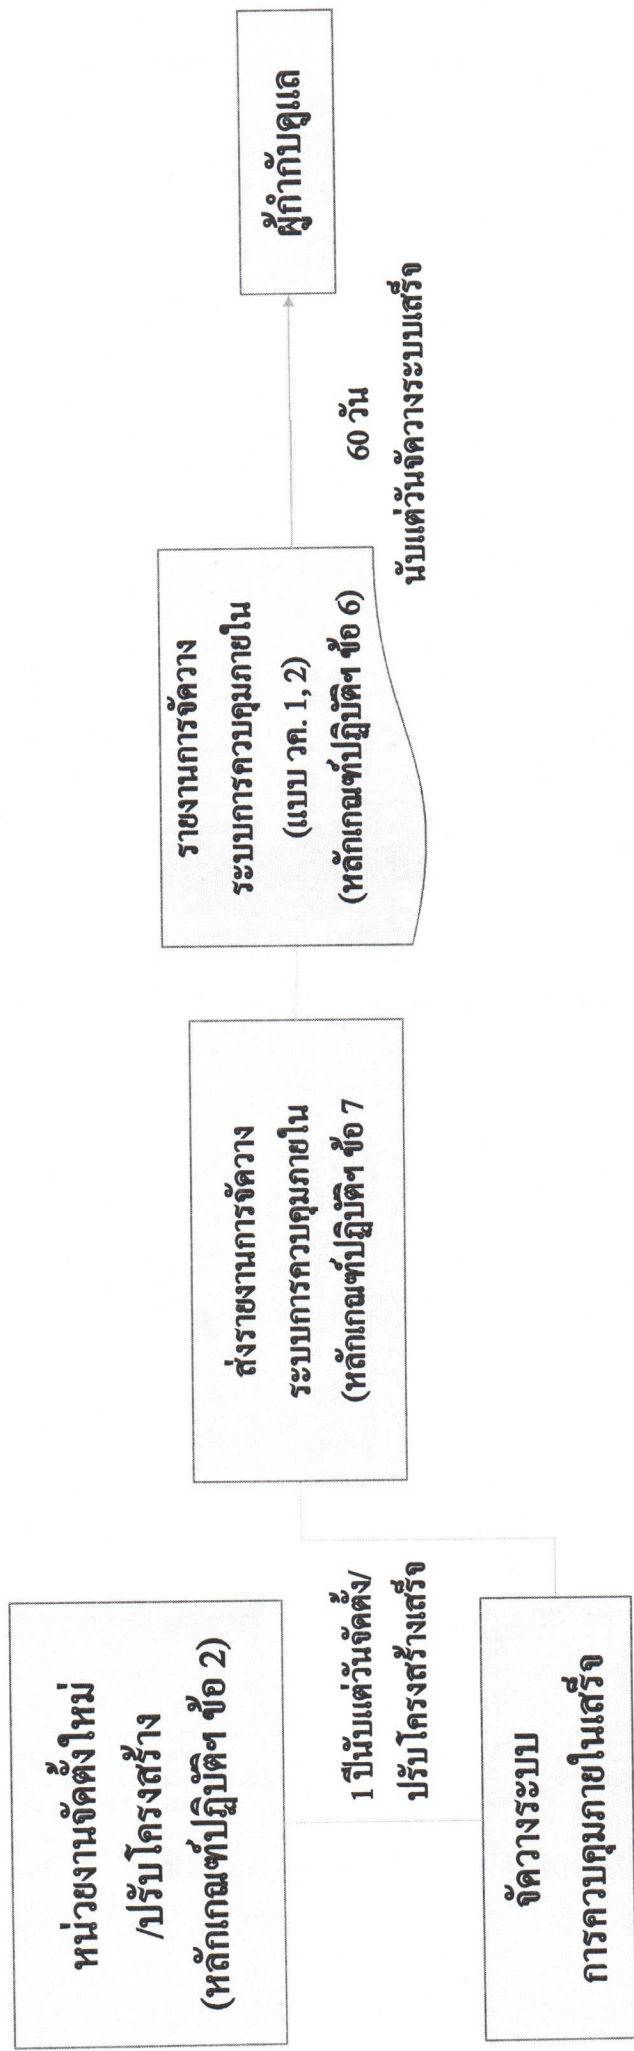 หน่วยงานจัดตั้งใหม่
/ปรับโครงสร้าง
(หลักเกณฑ์ปฏิบัติฯ ข้อ 2)
1 ปีนับแต่วันจัดตั้ง/
ปรับโครงสร้างเสร็จ
จัดวางระบบ
การควบคุมภายในเสร็จ
ส่งรายงานการจัดวาง
ระบบการควบคุมภายใน
(หลักเกณฑ์ปฏิบัติฯ ข้อ 7
รายงานการจัดวาง
ระบบการควบคุมภายใน
(แบบ วค. 1, 2)
(หลักเกณฑ์ปฏิบัติฯ ข้อ 6)
60 วัน
นับแต่วันจัดวางระบบเสร็จ
ผู้กำกับดูแล